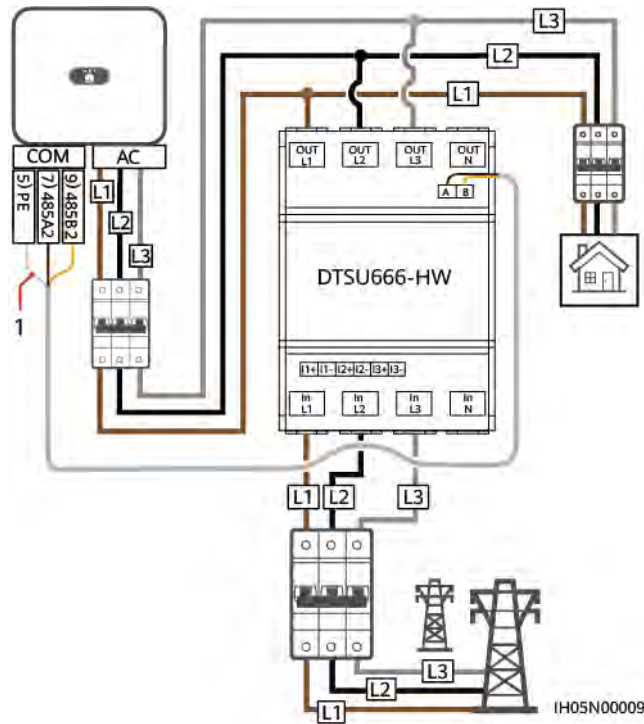 L3
L2
L1
COM
AC
5) PE
7) 485A2
9) 485B2
L1
L2
L3
1
OUT
L1
OUT
L2
OUT
L3
OUT
N
A
B
DTSU666-HW
I1+ I1- I2+ I2- I3+ I3-
In
L1
In
L2
In
L3
In
N
L1
L2
L3
L3
L2
L1
IH05N00009